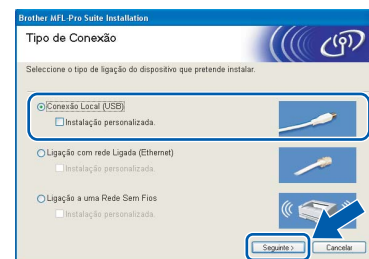 Brother MFL-Pro Suite Installation
Tipo de Conexão
Seleccione o tipo de ligação do dispositivo que pretende instalar.
Conexão Local (USB)
Instalação personalizada.
Ligação com rede Ligada (Ethernet)
Instalação personalizada.
Ligação a uma Rede Sem Fios
Instalação personalizada.
Seguinte >
Cancelar